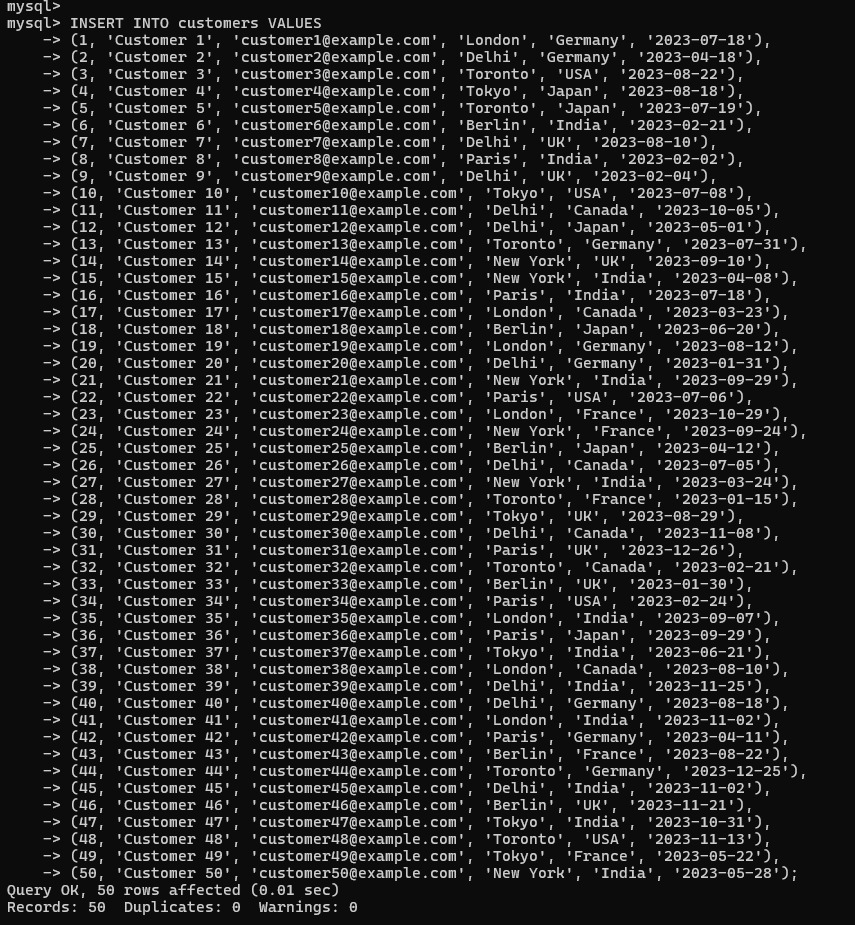 mysql>
mysql> INSERT INTO customers VALUES
    -> (1, 'Customer 1', 'customer1@example.com', 'London', 'Germany', '2023-07-18'),
    -> (2, 'Customer 2', 'customer2@example.com', 'Delhi', 'Germany', '2023-04-18'),
    -> (3, 'Customer 3', 'customer3@example.com', 'Toronto', 'USA', '2023-08-22'),
    -> (4, 'Customer 4', 'customer4@example.com', 'Tokyo', 'Japan', '2023-08-18'),
    -> (5, 'Customer 5', 'customer5@example.com', 'Toronto', 'Japan', '2023-07-19'),
    -> (6, 'Customer 6', 'customer6@example.com', 'Berlin', 'India', '2023-02-21'),
    -> (7, 'Customer 7', 'customer7@example.com', 'Delhi', 'UK', '2023-08-10'),
    -> (8, 'Customer 8', 'customer8@example.com', 'Paris', 'India', '2023-02-02'),
    -> (9, 'Customer 9', 'customer9@example.com', 'Delhi', 'UK', '2023-02-04'),
    -> (10, 'Customer 10', 'customer10@example.com', 'Tokyo', 'USA', '2023-07-08'),
    -> (11, 'Customer 11', 'customer11@example.com', 'Delhi', 'Canada', '2023-10-05'),
    -> (12, 'Customer 12', 'customer12@example.com', 'Delhi', 'Japan', '2023-05-01'),
    -> (13, 'Customer 13', 'customer13@example.com', 'Toronto', 'Germany', '2023-07-31'),
    -> (14, 'Customer 14', 'customer14@example.com', 'New York', 'UK', '2023-09-10'),
    -> (15, 'Customer 15', 'customer15@example.com', 'New York', 'India', '2023-04-08'),
    -> (16, 'Customer 16', 'customer16@example.com', 'Paris', 'India', '2023-07-18'),
    -> (17, 'Customer 17', 'customer17@example.com', 'London', 'Canada', '2023-03-23'),
    -> (18, 'Customer 18', 'customer18@example.com', 'Berlin', 'Japan', '2023-06-20'),
    -> (19, 'Customer 19', 'customer19@example.com', 'London', 'Germany', '2023-08-12'),
    -> (20, 'Customer 20', 'customer20@example.com', 'Delhi', 'Germany', '2023-01-31'),
    -> (21, 'Customer 21', 'customer21@example.com', 'New York', 'India', '2023-09-29'),
    -> (22, 'Customer 22', 'customer22@example.com', 'Paris', 'USA', '2023-07-06'),
    -> (23, 'Customer 23', 'customer23@example.com', 'London', 'France', '2023-10-29'),
    -> (24, 'Customer 24', 'customer24@example.com', 'New York', 'France', '2023-09-24'),
    -> (25, 'Customer 25', 'customer25@example.com', 'Berlin', 'Japan', '2023-04-12'),
    -> (26, 'Customer 26', 'customer26@example.com', 'Delhi', 'Canada', '2023-07-05'),
    -> (27, 'Customer 27', 'customer27@example.com', 'New York', 'India', '2023-03-24'),
    -> (28, 'Customer 28', 'customer28@example.com', 'Toronto', 'France', '2023-01-15'),
    -> (29, 'Customer 29', 'customer29@example.com', 'Tokyo', 'UK', '2023-08-29'),
    -> (30, 'Customer 30', 'customer30@example.com', 'Delhi', 'Canada', '2023-11-08'),
    -> (31, 'Customer 31', 'customer31@example.com', 'Paris', 'UK', '2023-12-26'),
    -> (32, 'Customer 32', 'customer32@example.com', 'Toronto', 'Canada', '2023-02-21'),
    -> (33, 'Customer 33', 'customer33@example.com', 'Berlin', 'UK', '2023-01-30'),
    -> (34, 'Customer 34', 'customer34@example.com', 'Paris', 'USA', '2023-02-24'),
    -> (35, 'Customer 35', 'customer35@example.com', 'London', 'India', '2023-09-07'),
    -> (36, 'Customer 36', 'customer36@example.com', 'Paris', 'Japan', '2023-09-29'),
    -> (37, 'Customer 37', 'customer37@example.com', 'Tokyo', 'India', '2023-06-21'),
    -> (38, 'Customer 38', 'customer38@example.com', 'London', 'Canada', '2023-08-10'),
    -> (39, 'Customer 39', 'customer39@example.com', 'Delhi', 'India', '2023-11-25'),
    -> (40, 'Customer 40', 'customer40@example.com', 'Delhi', 'Germany', '2023-08-18'),
    -> (41, 'Customer 41', 'customer41@example.com', 'London', 'India', '2023-11-02'),
    -> (42, 'Customer 42', 'customer42@example.com', 'Paris', 'Germany', '2023-04-11'),
    -> (43, 'Customer 43', 'customer43@example.com', 'Berlin', 'France', '2023-08-22'),
    -> (44, 'Customer 44', 'customer44@example.com', 'Toronto', 'Germany', '2023-12-25'),
    -> (45, 'Customer 45', 'customer45@example.com', 'Delhi', 'India', '2023-11-02'),
    -> (46, 'Customer 46', 'customer46@example.com', 'Berlin', 'UK', '2023-11-21'),
    -> (47, 'Customer 47', 'customer47@example.com', 'Tokyo', 'India', '2023-10-31'),
    -> (48, 'Customer 48', 'customer48@example.com', 'Toronto', 'USA', '2023-11-13'),
    -> (49, 'Customer 49', 'customer49@example.com', 'Tokyo', 'France', '2023-05-22'),
    -> (50, 'Customer 50', 'customer50@example.com', 'New York', 'India', '2023-05-28');
Query OK, 50 rows affected (0.01 sec)
Records: 50  Duplicates: 0  Warnings: 0